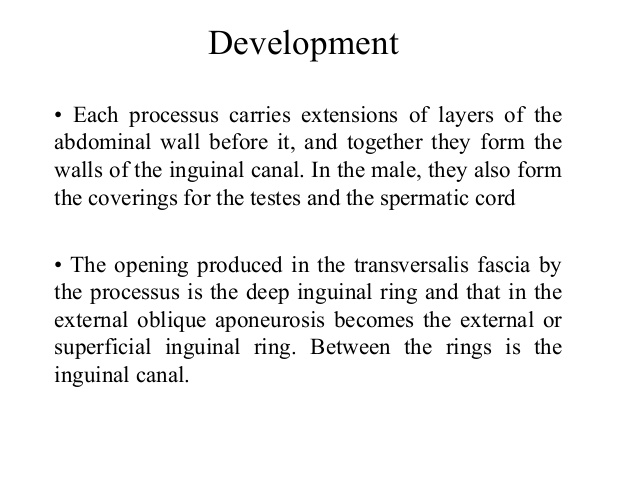 Development
• Each processus carries extensions of layers of the
abdominal wall before it, and together they form the
walls of the inguinal canal. In the male, they also form
the coverings for the testes and the spermatic cord
• The opening produced in the transversalis fascia by
the processus is the deep inguinal ring and that in the
external oblique aponeurosis becomes the external or
superficial inguinal ring. Between the rings is the
inguinal canal.